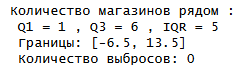 Количество магазинов рядом :
Q1 = 1 , Q3 = 6 , IQR = 5
Границы: [-6.5, 13.5]
Количество выбросов: 0